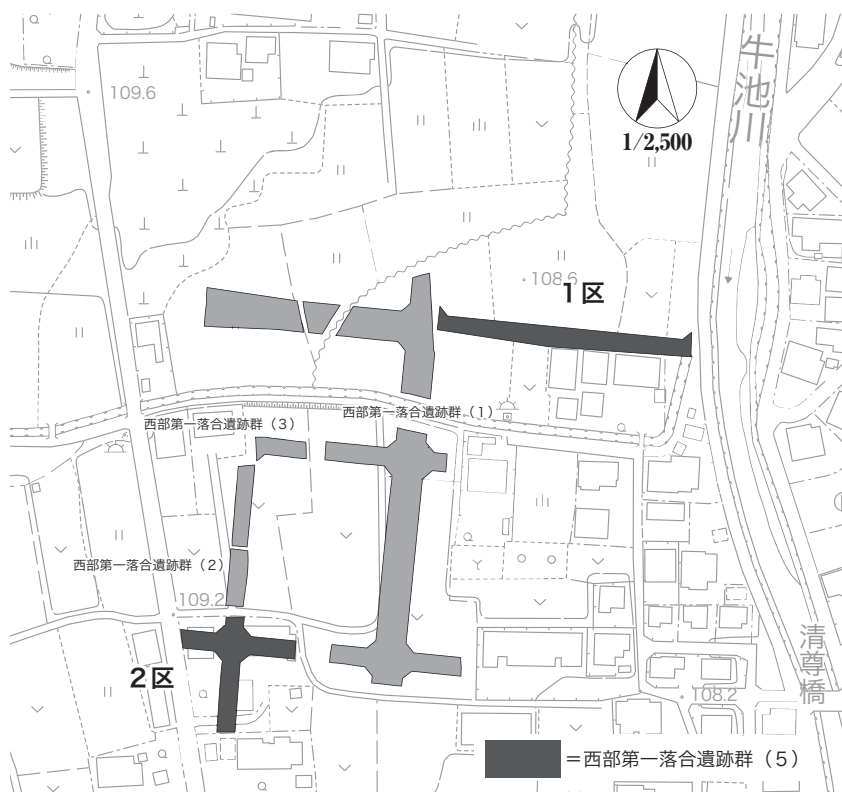 牛池川
109.6
1/2,500
108.6
1区
西部第一落合遺跡群（1）
西部第一落合遺跡群（3）
西部第一落合遺跡群（2）
109.2
2区
清尊橋
108.2
＝西部第一落合遺跡群（5）